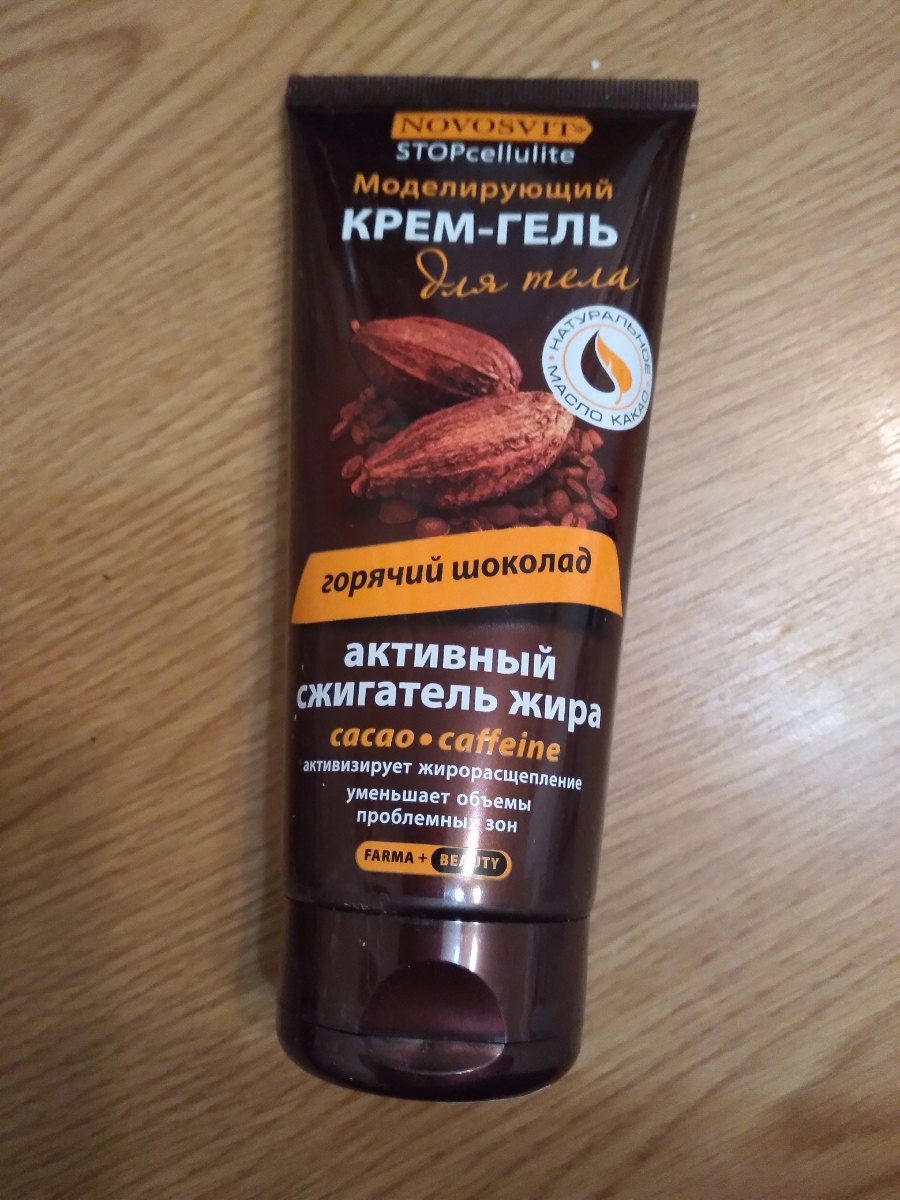 NOVOSVIT®
STOPcellulite
Моделирующий
КРЕМ-ГЕЛЬ
для тела
НАТУРАЛЬНОЕ
МАСЛО КАКАО
горячий шоколад
активный
сжигатель жира
cacao • caffeine
активизирует жирорасщепление
уменьшает объемы
проблемных зон
FARMA + BEAUTY